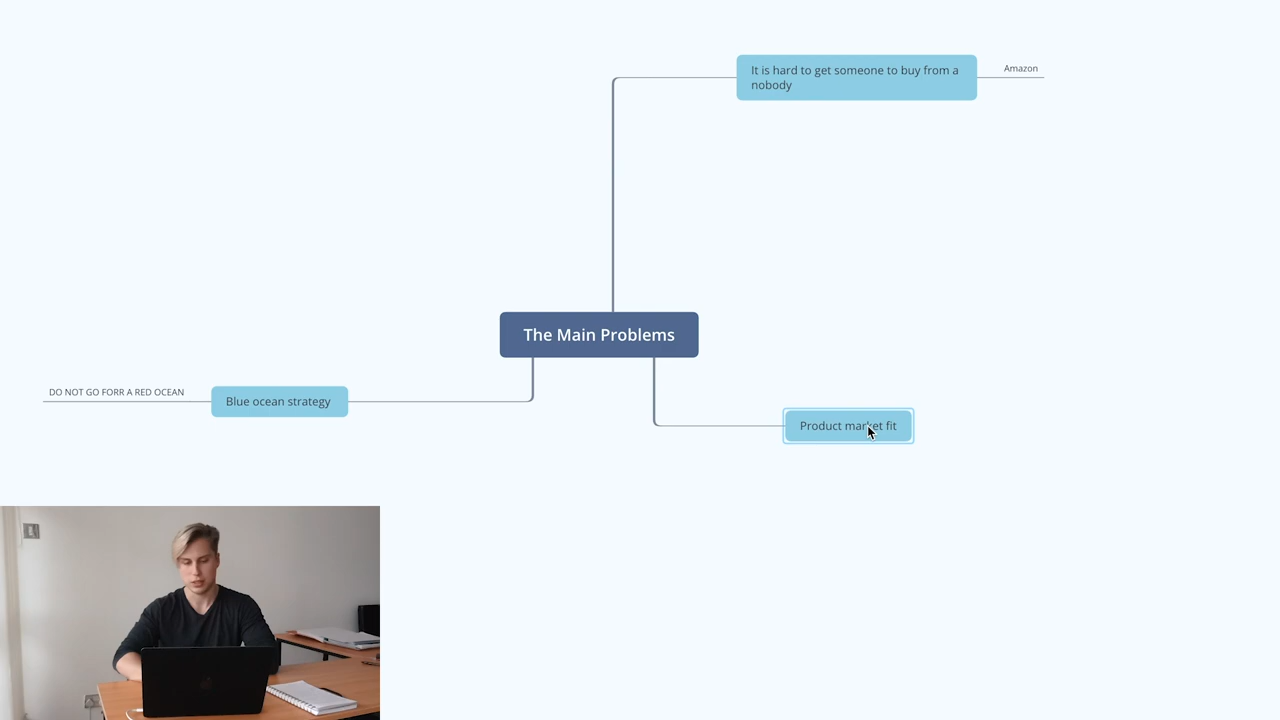 It is hard to get someone to buy from a
nobody
Amazon
The Main Problems
DO NOT GO FORR A RED OCEAN
Blue ocean strategy
Product market fit